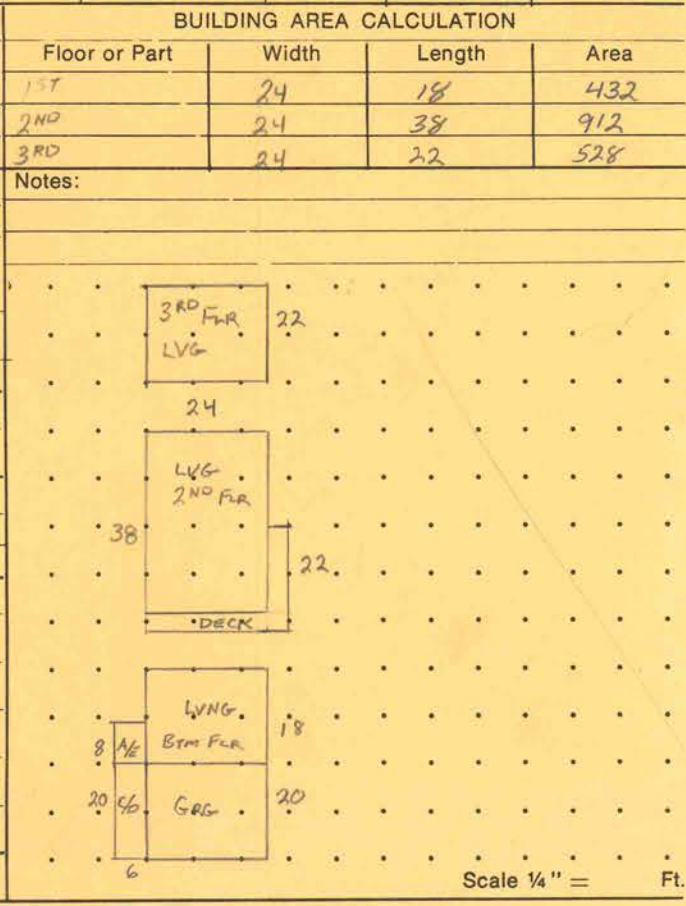 BUILDING AREA CALCULATION
Floor or Part Width Length Area
1ST 24 18 432
2ND 24 38 912
3RD 24 22 528
Notes:
3RD FLR 22
LVG
24
LVG
2ND FLR
38
22
DECK
LVNG
18
8 A/E BTM FLR
20 C/D GRG 20
6
Scale ¼" = Ft.